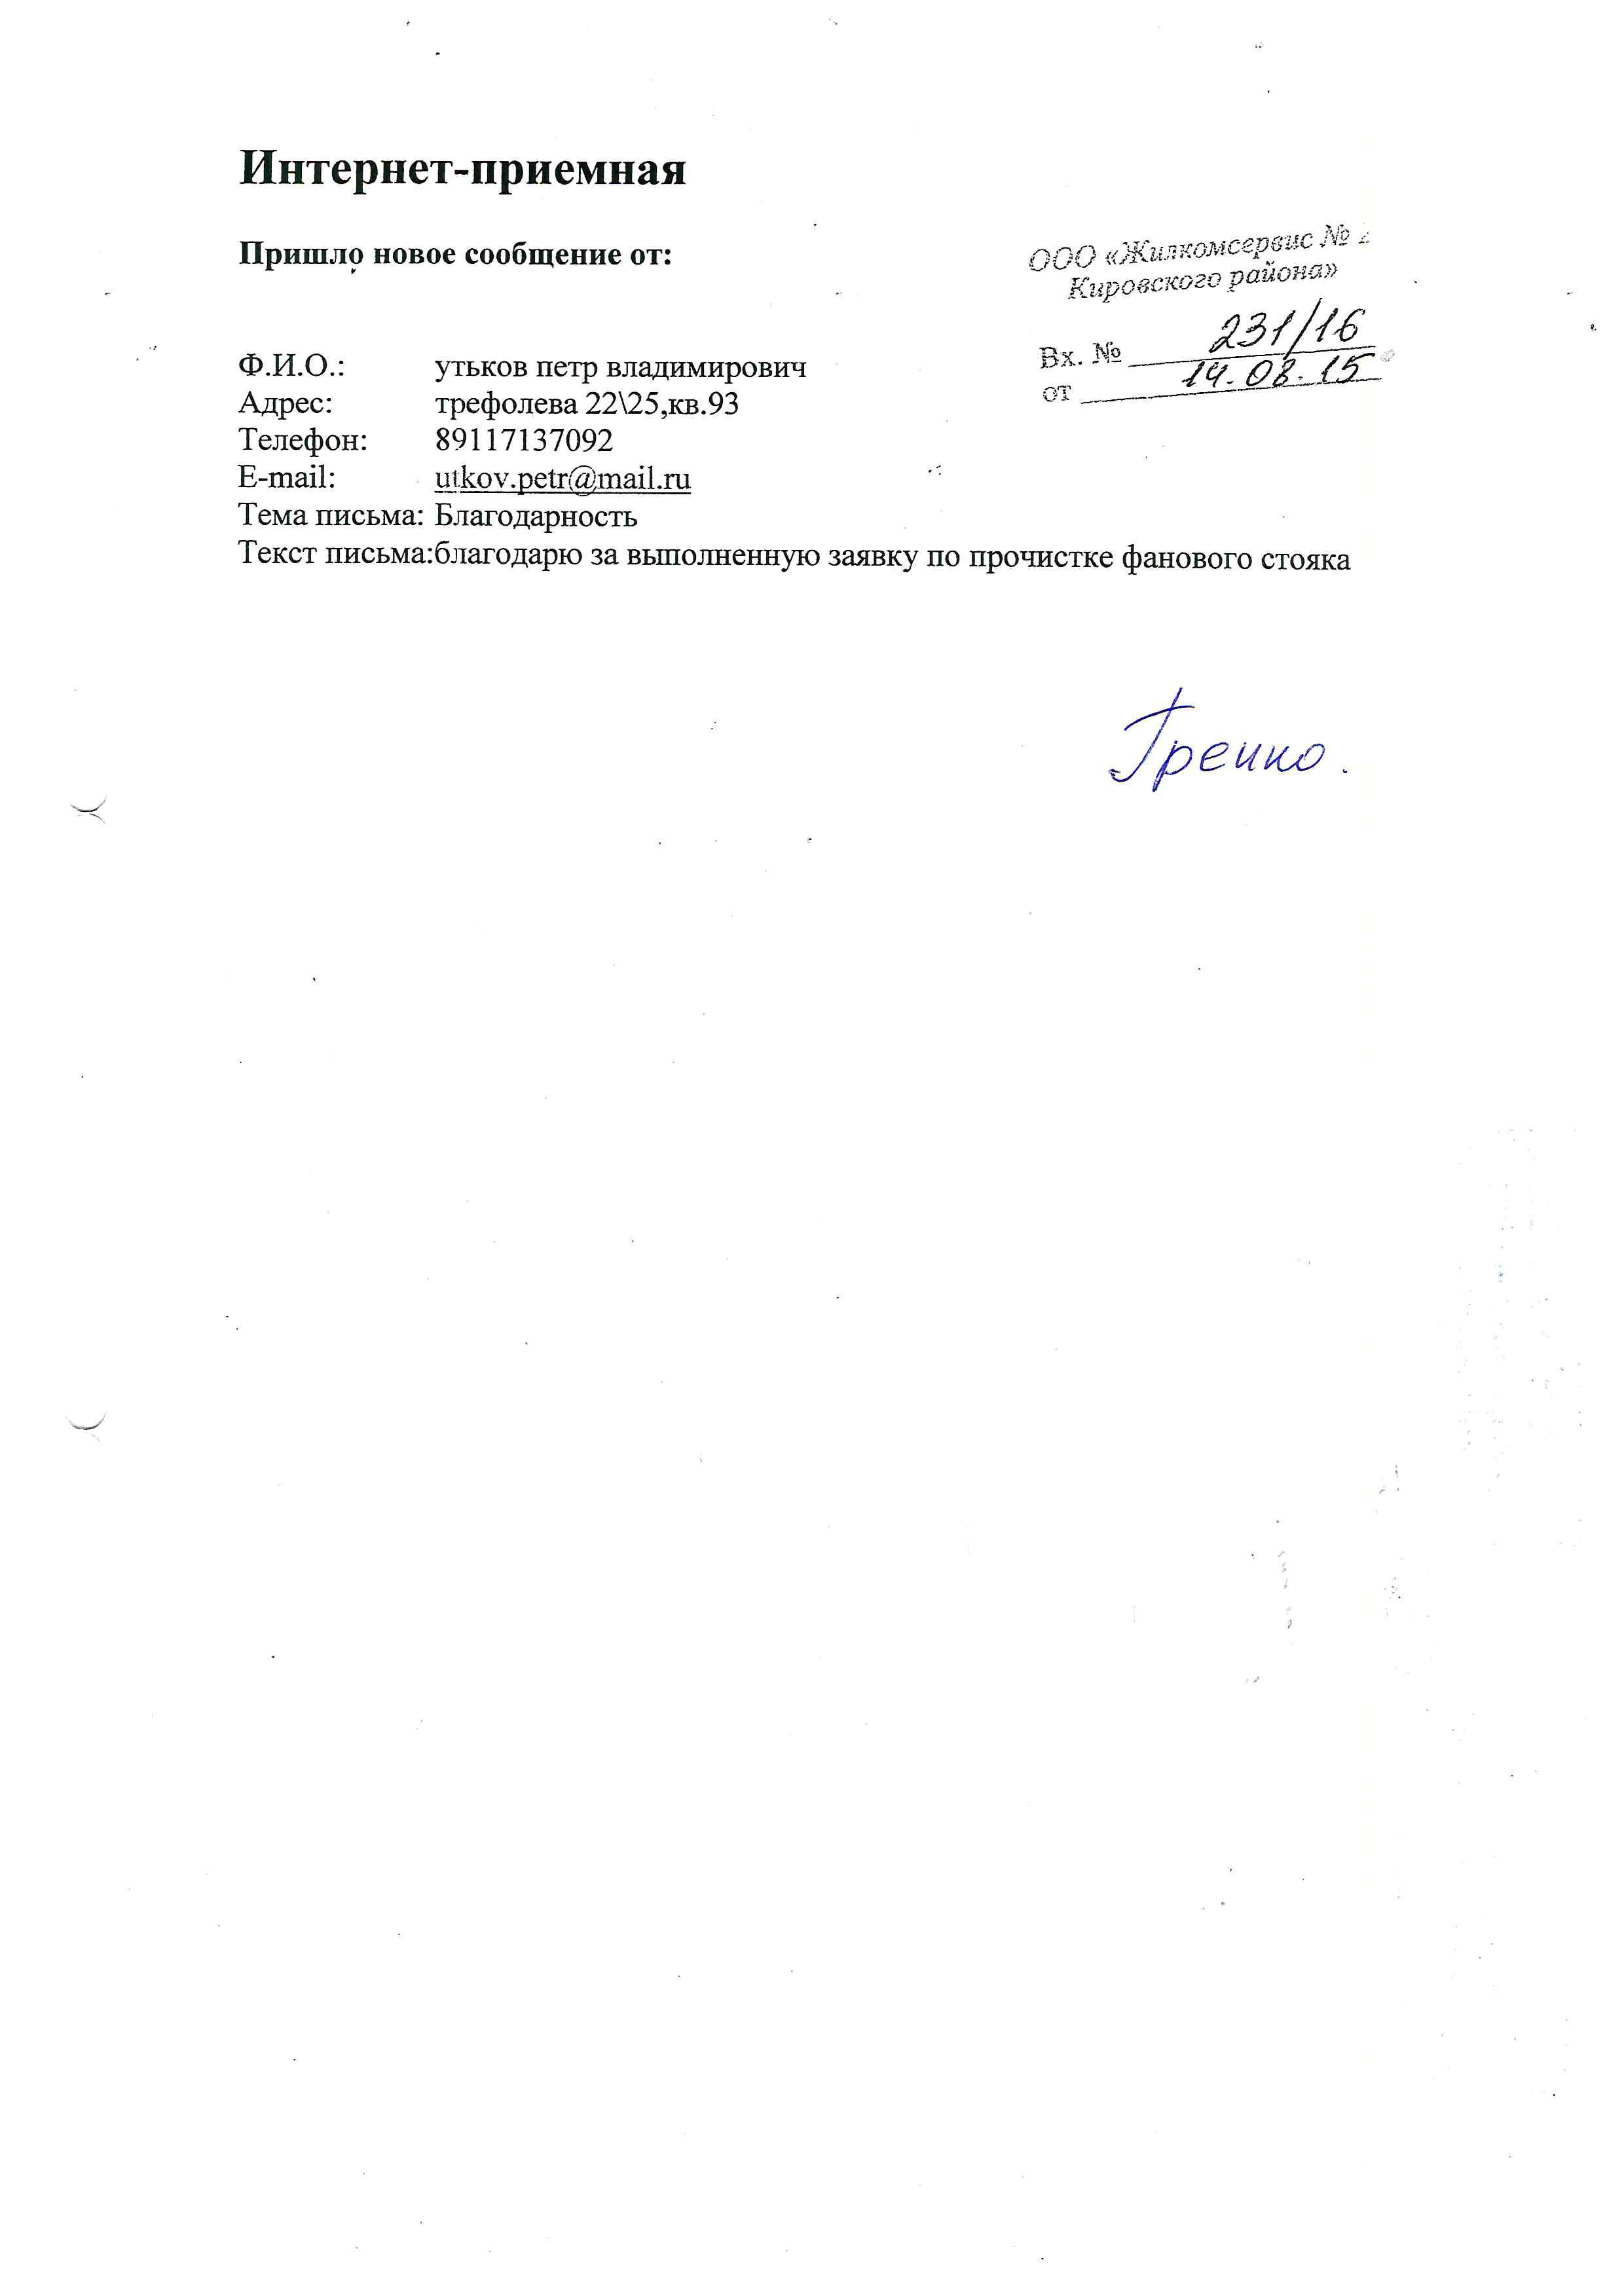 Интернет-приемная
Пришло новое сообщение от:
ООО «Жилкомсервис №
Кировского района»
Вх. № 231/16
от 14.08.15
Ф.И.О.: утьков петр владимирович
Адрес: трефолева 22\25,кв.93
Телефон: 89117137092
E-mail: utkov.petr@mail.ru
Тема письма: Благодарность
Текст письма:благодарю за выполненную заявку по прочистке фанового стояка